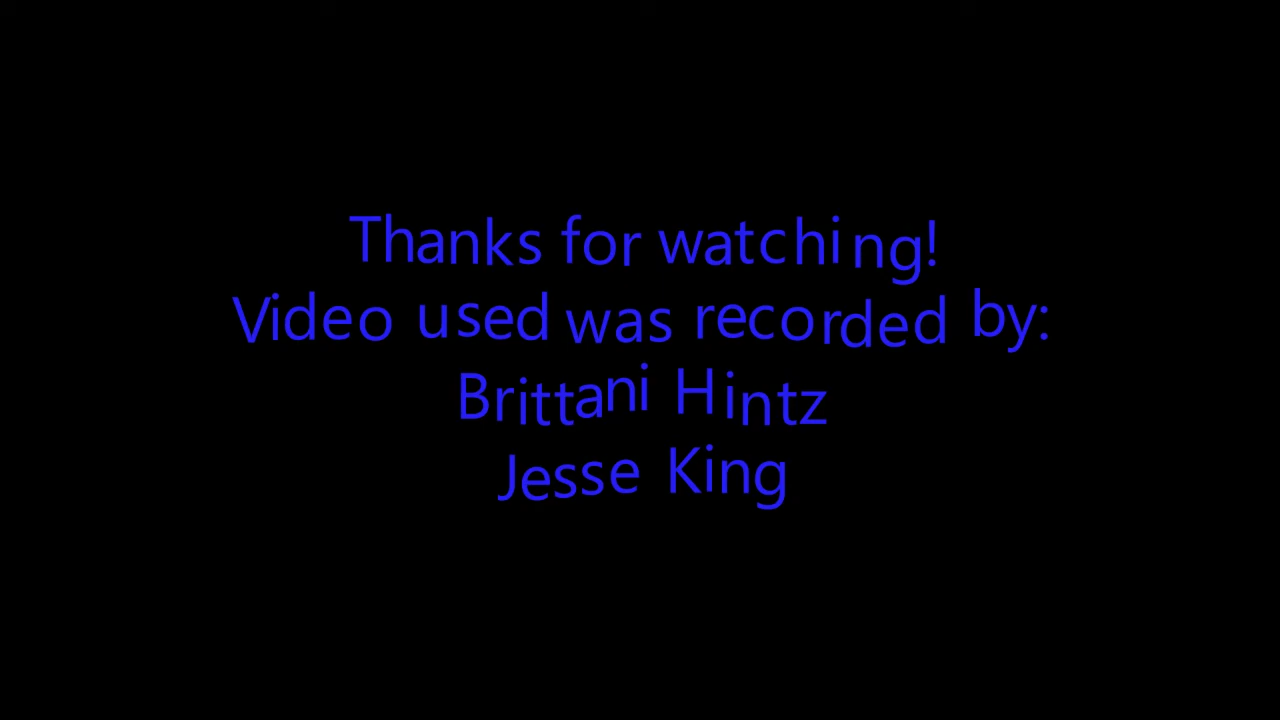 Thanks for watching!
Video used was recorded by:
Brittani Hintz
Jesse King